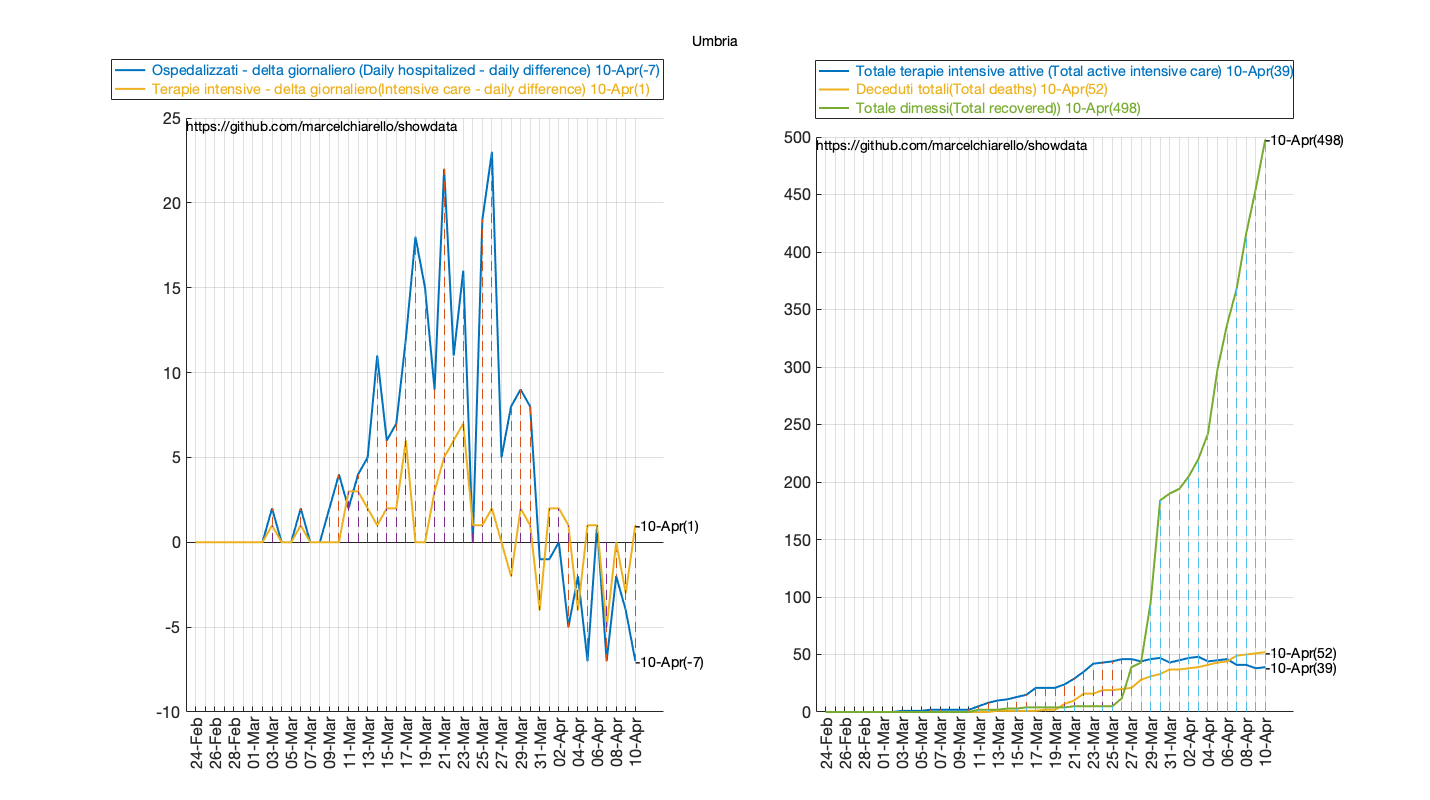 Umbria
Ospedalizzati - delta giornaliero (Daily hospitalized - daily difference) 10-Apr(-7)
Terapie intensive - delta giornaliero(Intensive care - daily difference) 10-Apr(1)
https://github.com/marcelchiarello/showdata
25
20
15
10
5
0
-5
-10
-10-Apr(1)
-10-Apr(-7)
24-Feb
26-Feb
28-Feb
01-Mar
03-Mar
05-Mar
07-Mar
09-Mar
11-Mar
13-Mar
15-Mar
17-Mar
19-Mar
21-Mar
23-Mar
25-Mar
27-Mar
29-Mar
31-Mar
02-Apr
04-Apr
06-Apr
08-Apr
10-Apr
Totale terapie intensive attive (Total active intensive care) 10-Apr(39)
Deceduti totali(Total deaths) 10-Apr(52)
Totale dimessi(Total recovered)) 10-Apr(498)
https://github.com/marcelchiarello/showdata
500
450
400
350
300
250
200
150
100
50
0
-10-Apr(498)
-10-Apr(52)
-10-Apr(39)
24-Feb
26-Feb
28-Feb
01-Mar
03-Mar
05-Mar
07-Mar
09-Mar
11-Mar
13-Mar
15-Mar
17-Mar
19-Mar
21-Mar
23-Mar
25-Mar
27-Mar
29-Mar
31-Mar
02-Apr
04-Apr
06-Apr
08-Apr
10-Apr